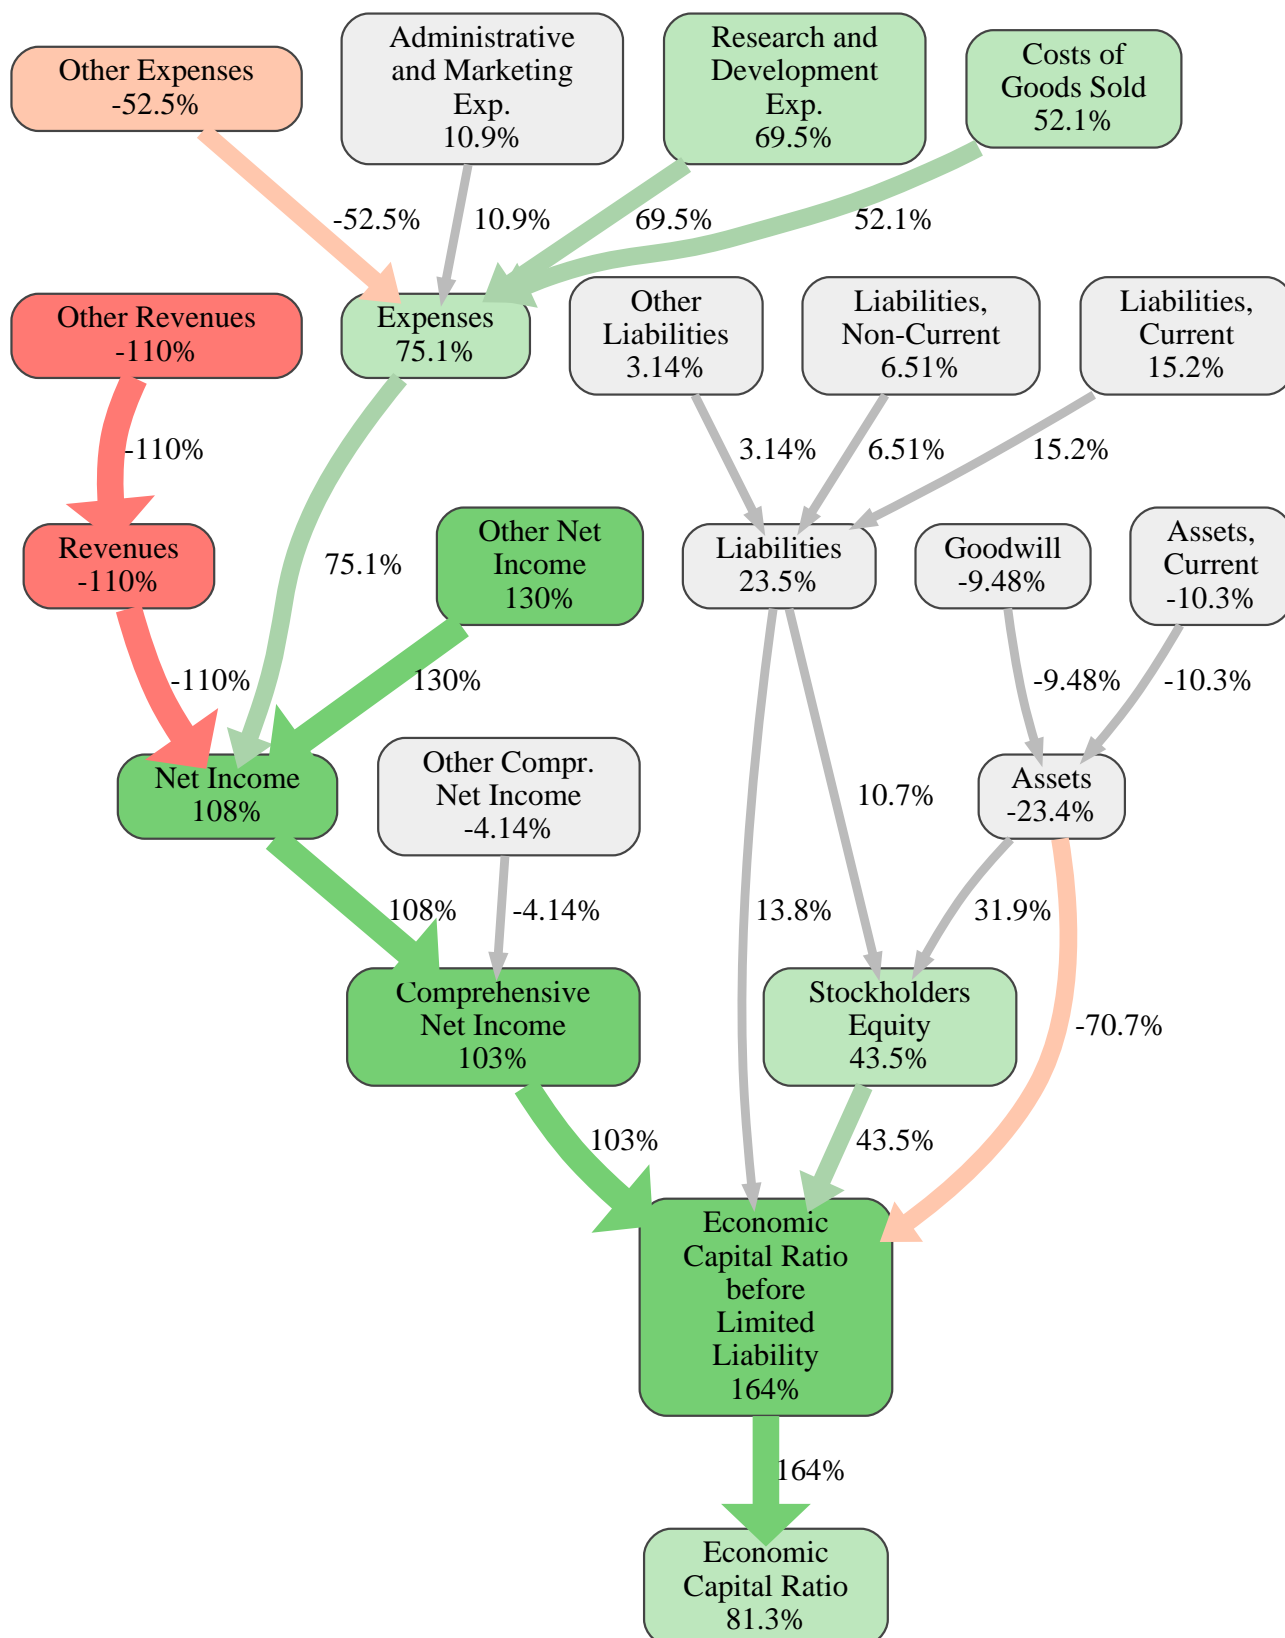 Other Expenses
-52.5%
Administrative
and Marketing
Exp.
10.9%
Research and
Development
Exp.
69.5%
Costs of
Goods Sold
52.1%
-52.5%
10.9%
69.5%
52.1%
Other Revenues
-110%
Expenses
75.1%
Other
Liabilities
3.14%
Liabilities,
Non-Current
6.51%
Liabilities,
Current
15.2%
-110%
3.14%
6.51%
15.2%
Revenues
-110%
75.1%
Other Net
Income
130%
Liabilities
23.5%
Goodwill
-9.48%
Assets,
Current
-10.3%
-110%
130%
-9.48%
-10.3%
Net Income
108%
Other Compr.
Net Income
-4.14%
10.7%
Assets
-23.4%
108%
-4.14%
13.8%
31.9%
Comprehensive
Net Income
103%
Stockholders
Equity
43.5%
-70.7%
103%
43.5%
Economic
Capital Ratio
before
Limited
Liability
164%
164%
Economic
Capital Ratio
81.3%